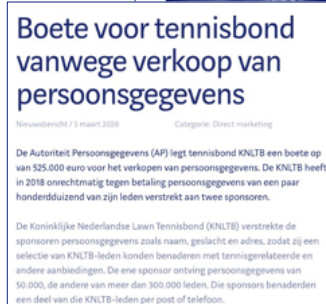 Boete voor tennisbond
vanwege verkoop van
persoonsgegevens
Nieuwsbericht / 3 maart 2020 Categorie: Direct marketing
De Autoriteit Persoonsgegevens (AP) legt tennisbond KNLTB een boete op
van 525.000 euro voor het verkopen van persoonsgegevens. De KNLTB heeft
in 2018 onrechtmatig tegen betaling persoonsgegevens van een paar
honderdduizend van zijn leden verstrekt aan twee sponsoren.
De Koninklijke Nederlandse Lawn Tennisbond (KNLTB) verstrekte de
sponsoren persoonsgegevens zoals naam, geslacht en adres, zodat zij een
selectie van KNLTB-leden konden benaderen met tennisgerelateerde en
andere aanbiedingen. De ene sponsor ontving persoonsgegevens van
50.000, de andere van meer dan 300.000 leden. Die sponsors benaderden
een deel van die KNLTB-leden per post of telefoon.